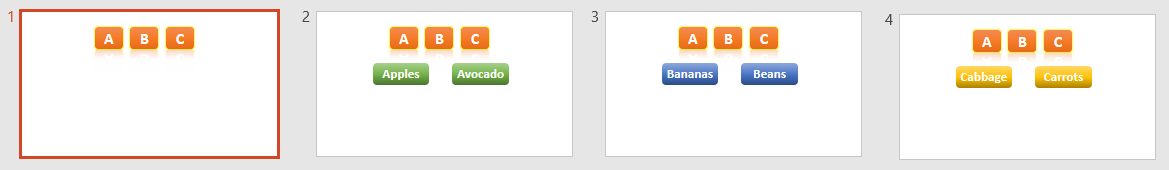 1
A B C
2
A B C
Apples Avocado
3
A B C
Bananas Beans
4
A B C
Cabbage Carrots